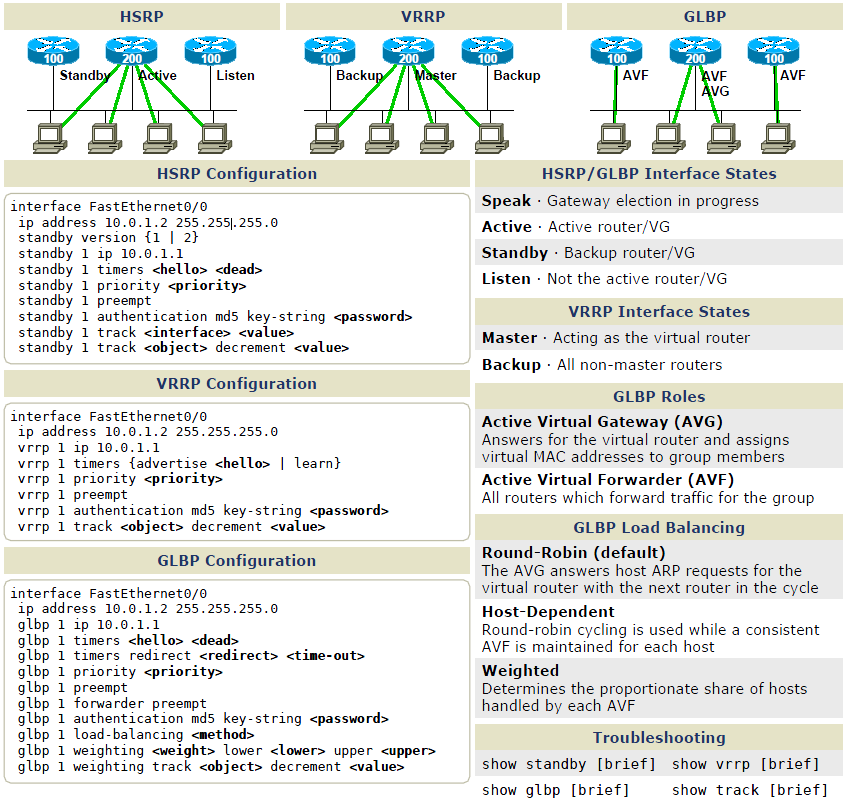 HSRP
VRRP
GLBP
100
200
100
Standby
Active
Listen
100
200
100
Backup
Master
Backup
100
200
100
AVF
AVF
AVG
AVF
HSRP Configuration
interface FastEthernet0/0
ip address 10.0.1.2 255.255.255.0
standby version {1 | 2}
standby 1 ip 10.0.1.1
standby 1 timers <hello> <dead>
standby 1 priority <priority>
standby 1 preempt
standby 1 authentication md5 key-string <password>
standby 1 track <interface> <value>
standby 1 track <object> decrement <value>
VRRP Configuration
interface FastEthernet0/0
ip address 10.0.1.2 255.255.255.0
vrrp 1 ip 10.0.1.1
vrrp 1 timers {advertise <hello> | learn}
vrrp 1 priority <priority>
vrrp 1 preempt
vrrp 1 authentication md5 key-string <password>
vrrp 1 track <object> decrement <value>
GLBP Configuration
interface FastEthernet0/0
ip address 10.0.1.2 255.255.255.0
glbp 1 ip 10.0.1.1
glbp 1 timers <hello> <dead>
glbp 1 timers redirect <redirect> <time-out>
glbp 1 priority <priority>
glbp 1 preempt
glbp 1 forwarder preempt
glbp 1 authentication md5 key-string <password>
glbp 1 load-balancing <method>
glbp 1 weighting <weight> lower <lower> upper <upper>
glbp 1 weighting track <object> decrement <value>
HSRP/GLBP Interface States
Speak · Gateway election in progress
Active · Active router/VG
Standby · Backup router/VG
Listen · Not the active router/VG
VRRP Interface States
Master · Acting as the virtual router
Backup · All non-master routers
GLBP Roles
Active Virtual Gateway (AVG)
Answers for the virtual router and assigns
virtual MAC addresses to group members
Active Virtual Forwarder (AVF)
All routers which forward traffic for the group
GLBP Load Balancing
Round-Robin (default)
The AVG answers host ARP requests for the
virtual router with the next router in the cycle
Host-Dependent
Round-robin cycling is used while a consistent
AVF is maintained for each host
Weighted
Determines the proportionate share of hosts
handled by each AVF
Troubleshooting
show standby [brief] show vrrp [brief]
show glbp [brief] show track [brief]